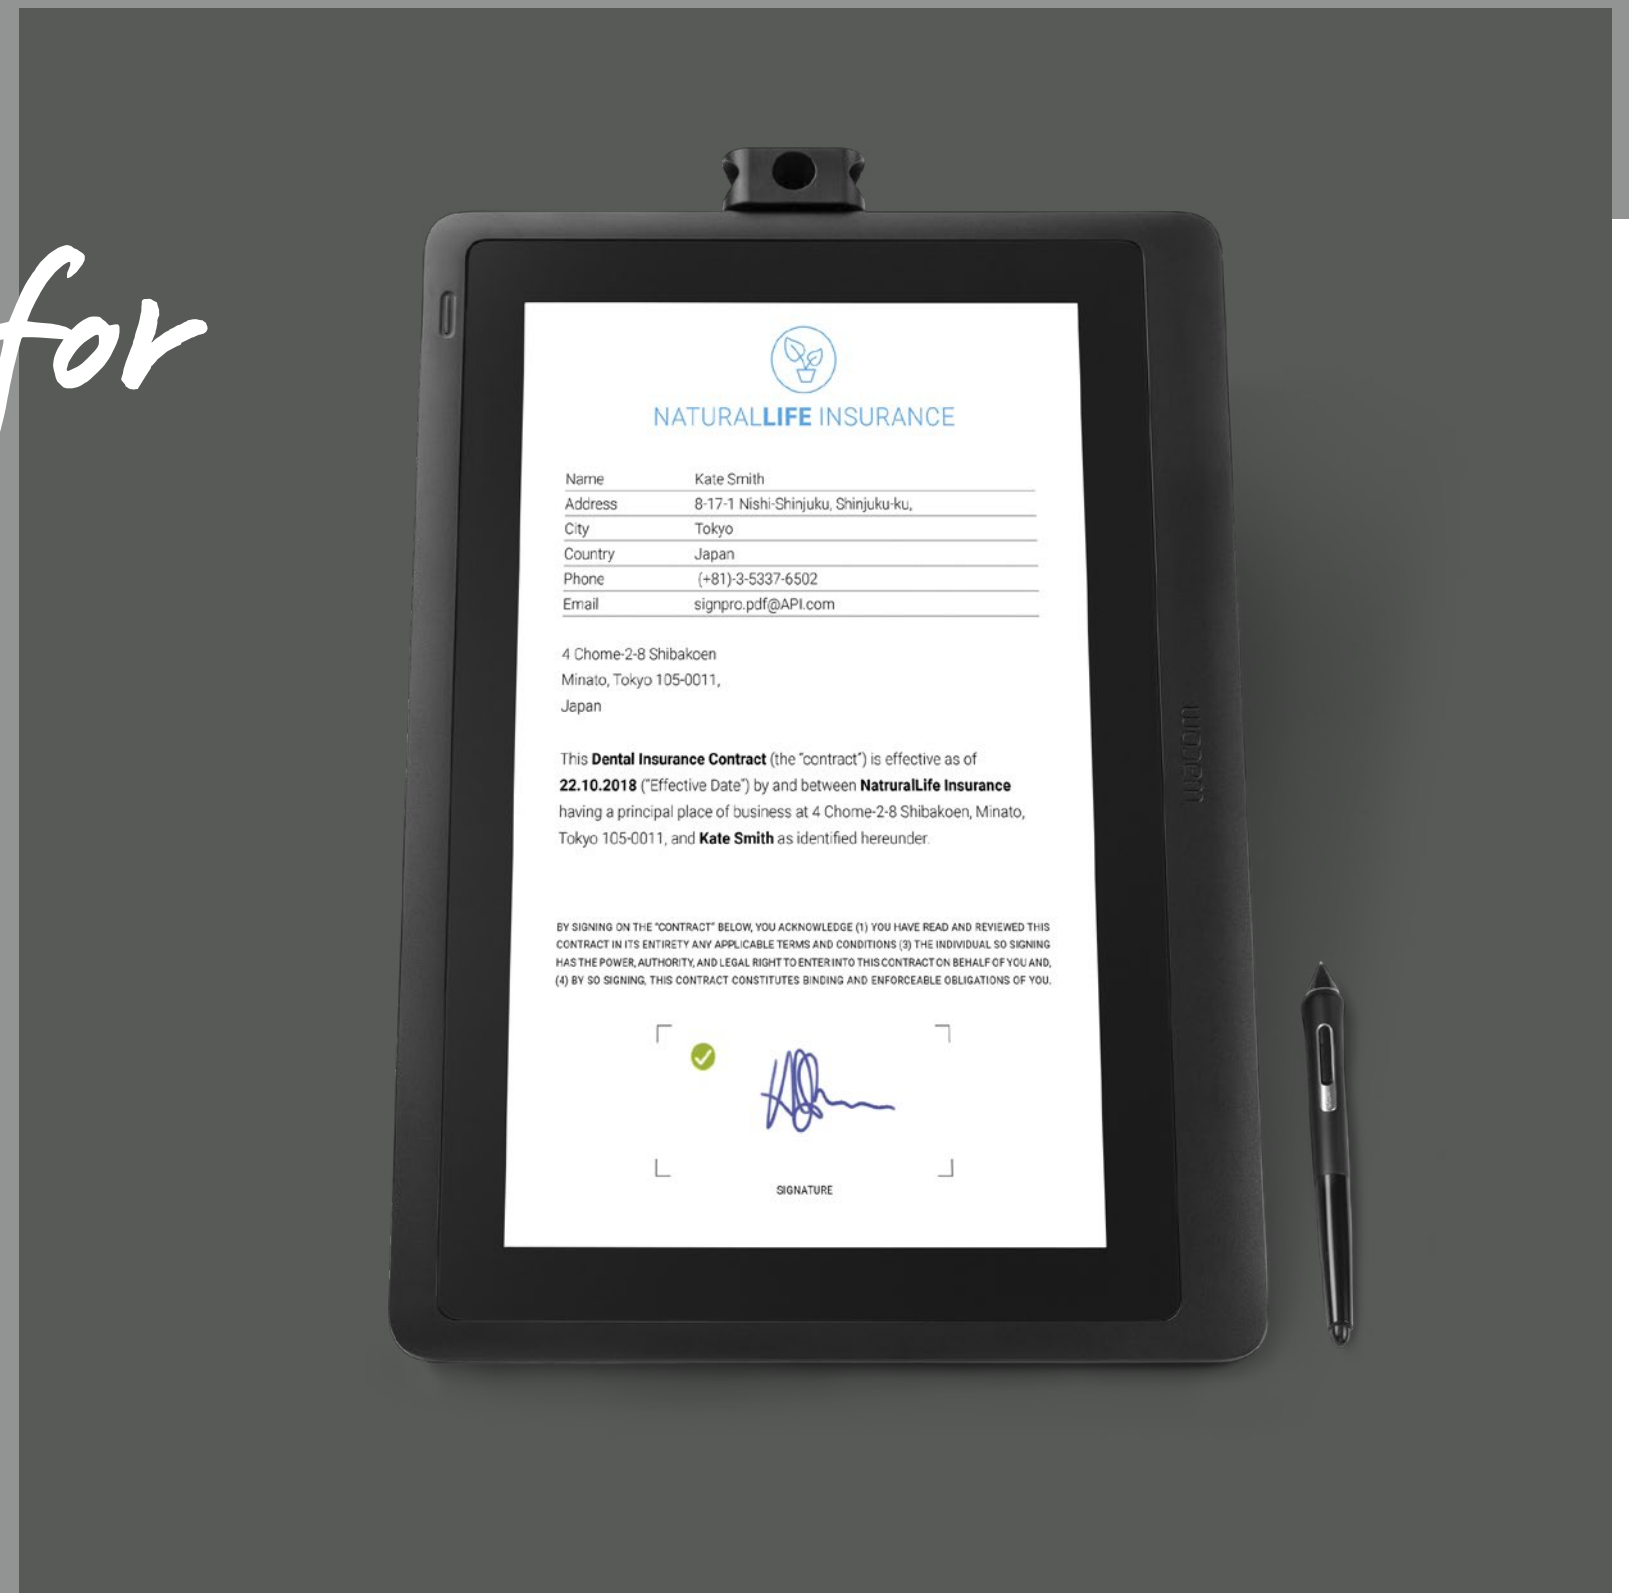 for
NATURALLIFE INSURANCE
Name Kate Smith
Address 8-17-1 Nishi-Shinjuku, Shinjuku-ku,
City Tokyo
Country Japan
Phone (+81)-3-5337-6502
Email signpro.pdf@API.com
4 Chome-2-8 Shibakoen
Minato, Tokyo 105-0011,
Japan
This Dental Insurance Contract (the "contract") is effective as of
22.10.2018 ("Effective Date") by and between NatruralLife Insurance
having a principal place of business at 4 Chome-2-8 Shibakoen, Minato,
Tokyo 105-0011, and Kate Smith as identified hereunder.
BY SIGNING ON THE "CONTRACT" BELOW, YOU ACKNOWLEDGE (1) YOU HAVE READ AND REVIEWED THIS
CONTRACT IN ITS ENTIRETY ANY APPLICABLE TERMS AND CONDITIONS (3) THE INDIVIDUAL SO SIGNING
HAS THE POWER, AUTHORITY, AND LEGAL RIGHT TO ENTER INTO THIS CONTRACT ON BEHALF OF YOU AND,
(4) BY SO SIGNING, THIS CONTRACT CONSTITUTES BINDING AND ENFORCEABLE OBLIGATIONS OF YOU.
SIGNATURE
wacom